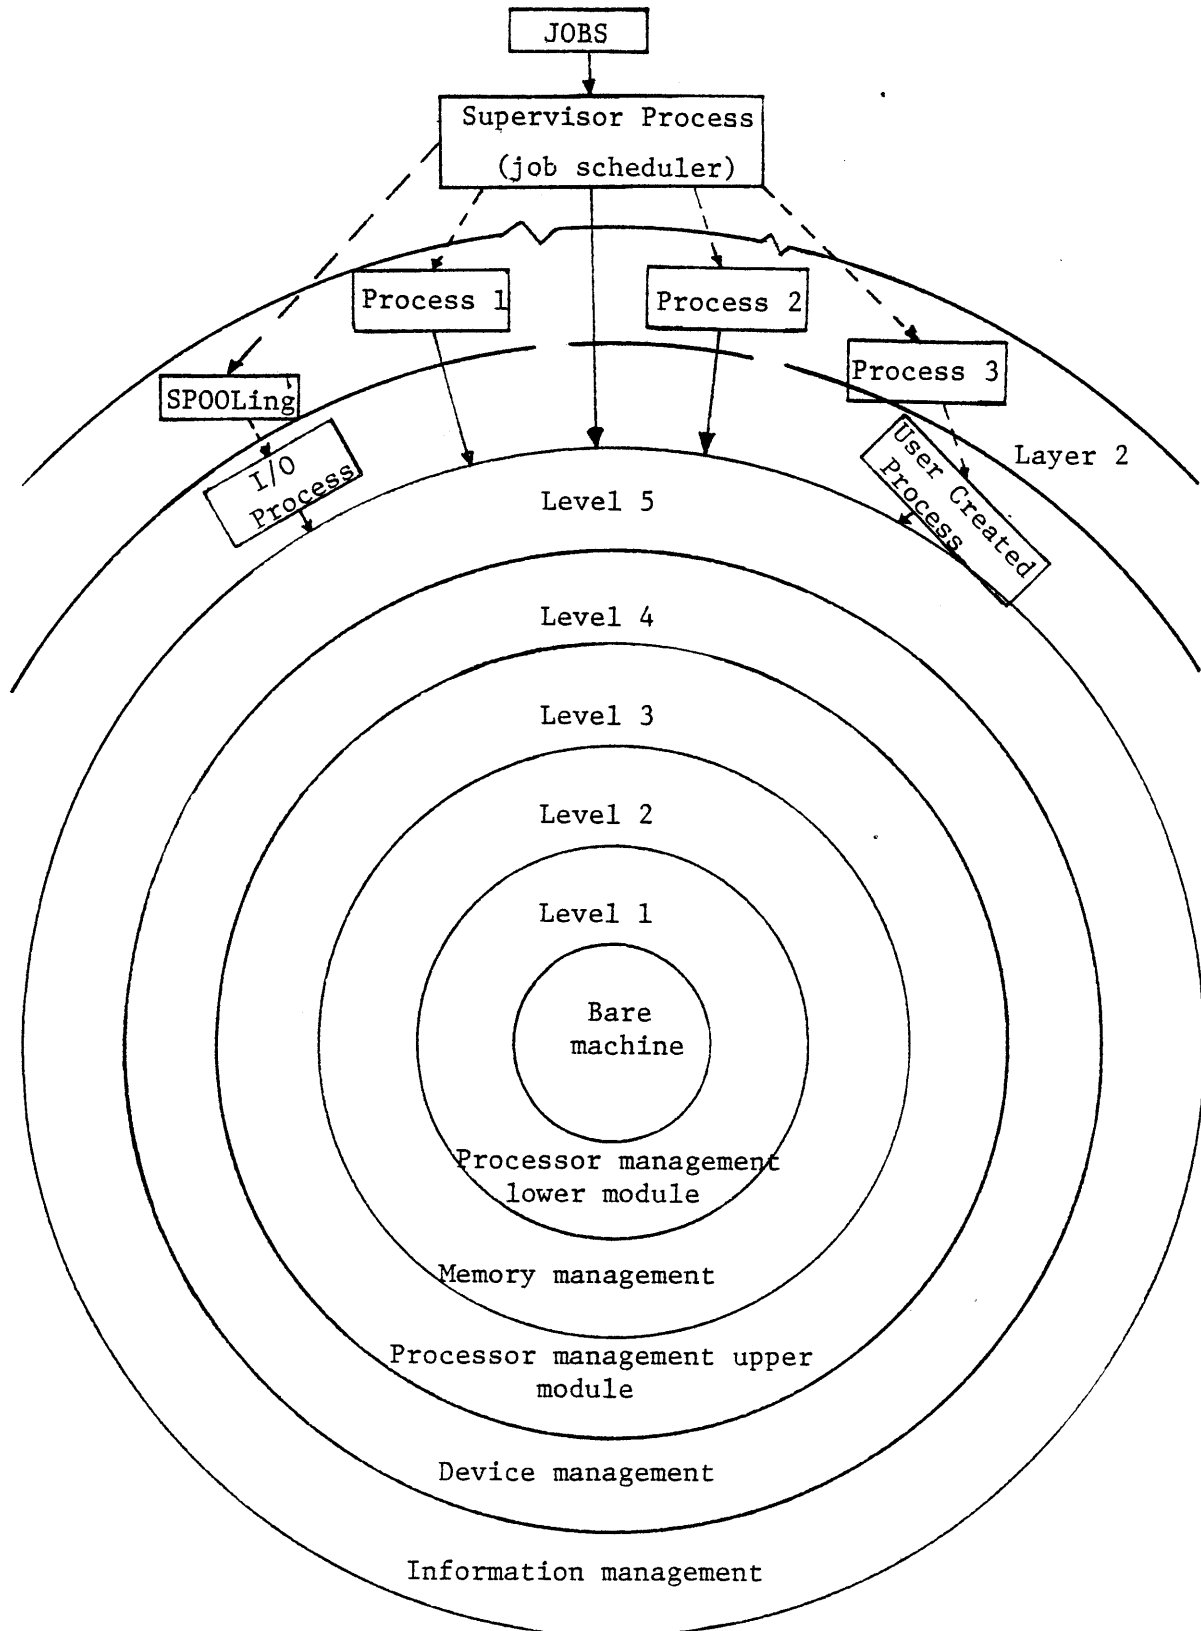 JOBS
Supervisor Process
(job scheduler)
Process 1
Process 2
Process 3
SPOOLing
I/O
Process
User Created
Process
Layer 2
Level 5
Level 4
Level 3
Level 2
Level 1
Bare
machine
Processor management
lower module
Memory management
Processor management upper
module
Device management
Information management